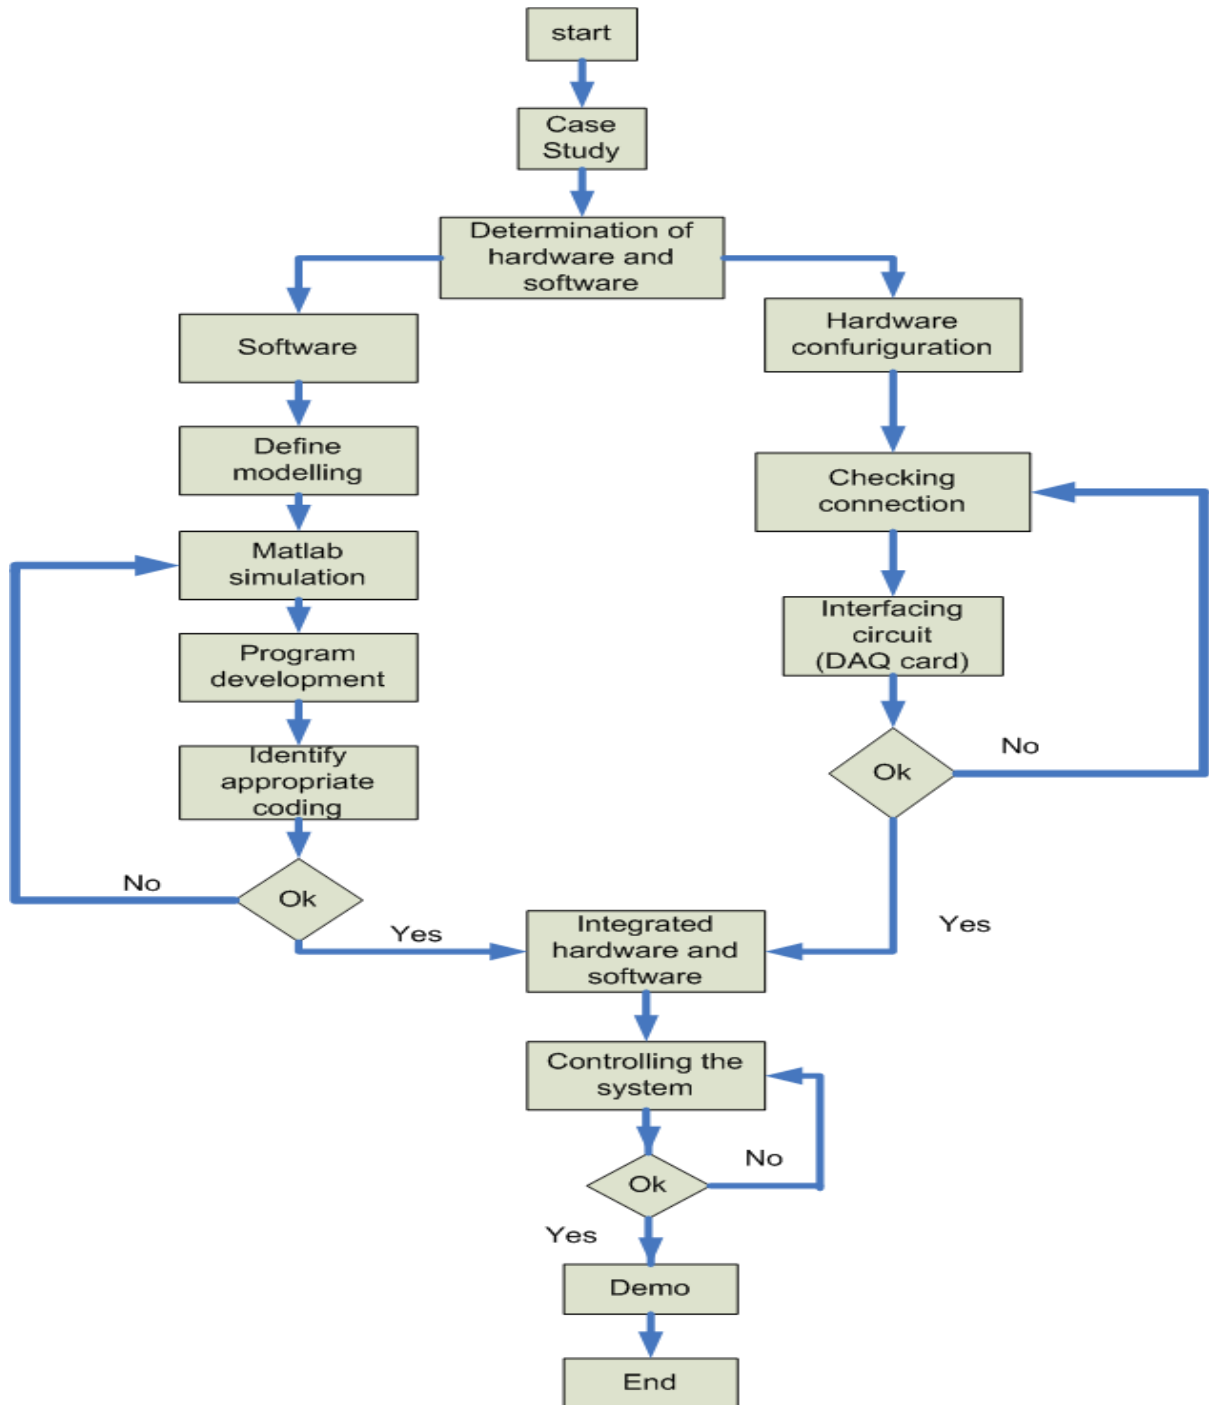 start
Case
Study
Determination of
hardware and
software
Software
Define
modelling
Matlab
simulation
Program
development
Identify
appropriate
coding
Ok
No
Yes
Hardware
confuriguration
Checking
connection
Interfacing
circuit
(DAQ card)
Ok
No
Yes
Integrated
hardware and
software
Controlling the
system
Ok
No
Yes
Demo
End